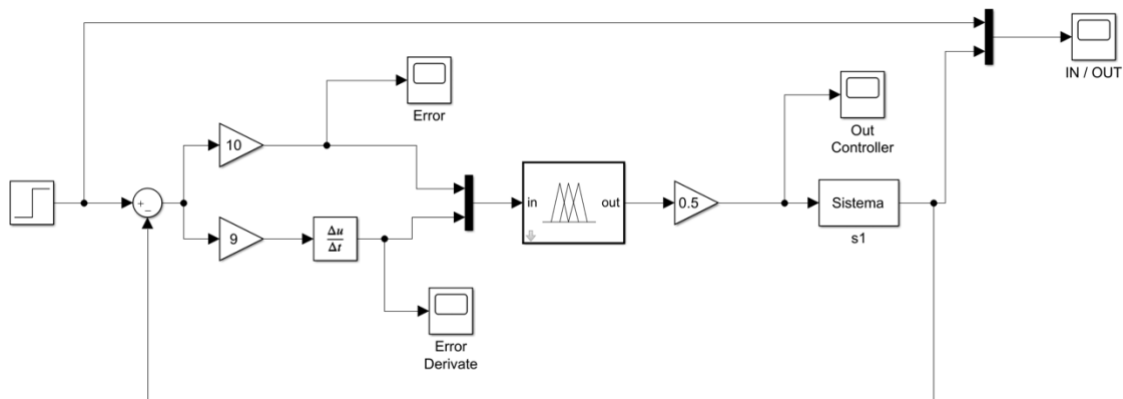 IN / OUT
Error
Out
Controller
10
+
−
in
out
0.5
Sistema
s1
9
Δu
Δt
Error
Derivate